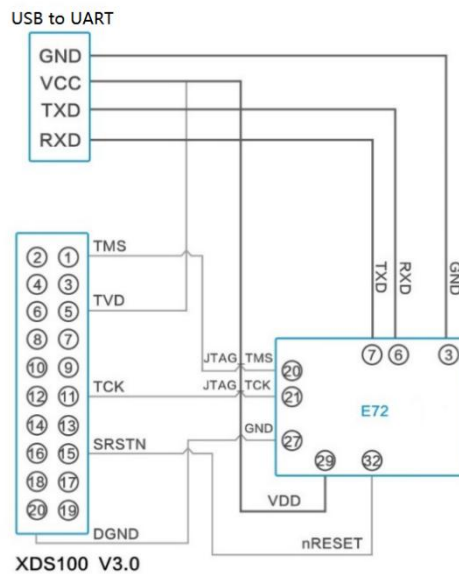 USB to UART
GND
VCC
TXD
RXD
TXD
RXD
GND
2 1
TMS
4 3
6 5
TVD
8 7
10 9
12 11
TCK
14 13
16 15
SRSTN
18 17
20 19
DGND
XDS100 V3.0
JTAG TMS
JTAG TCK
GND
7 6 3
20
21
E72
27
29 32
VDD
nRESET